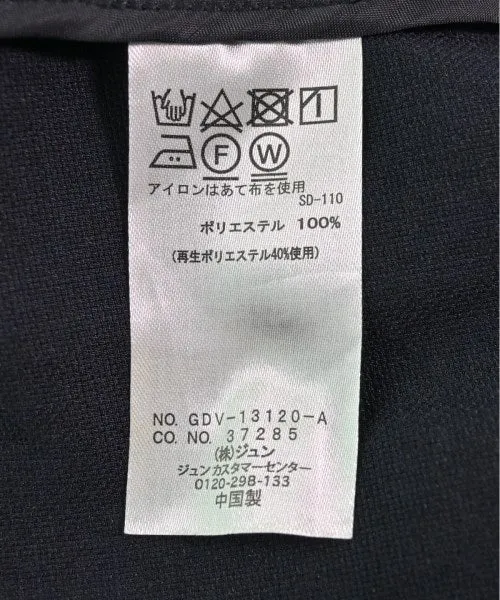 F W
アイロンはあて布を使用
SD-110
ポリエステル 100%
(再生ポリエステル40%使用)
NO. GDV-13120-A
CO. NO. 37285
(株)ジュン
ジュンカスタマーセンター
0120-298-133
中国製